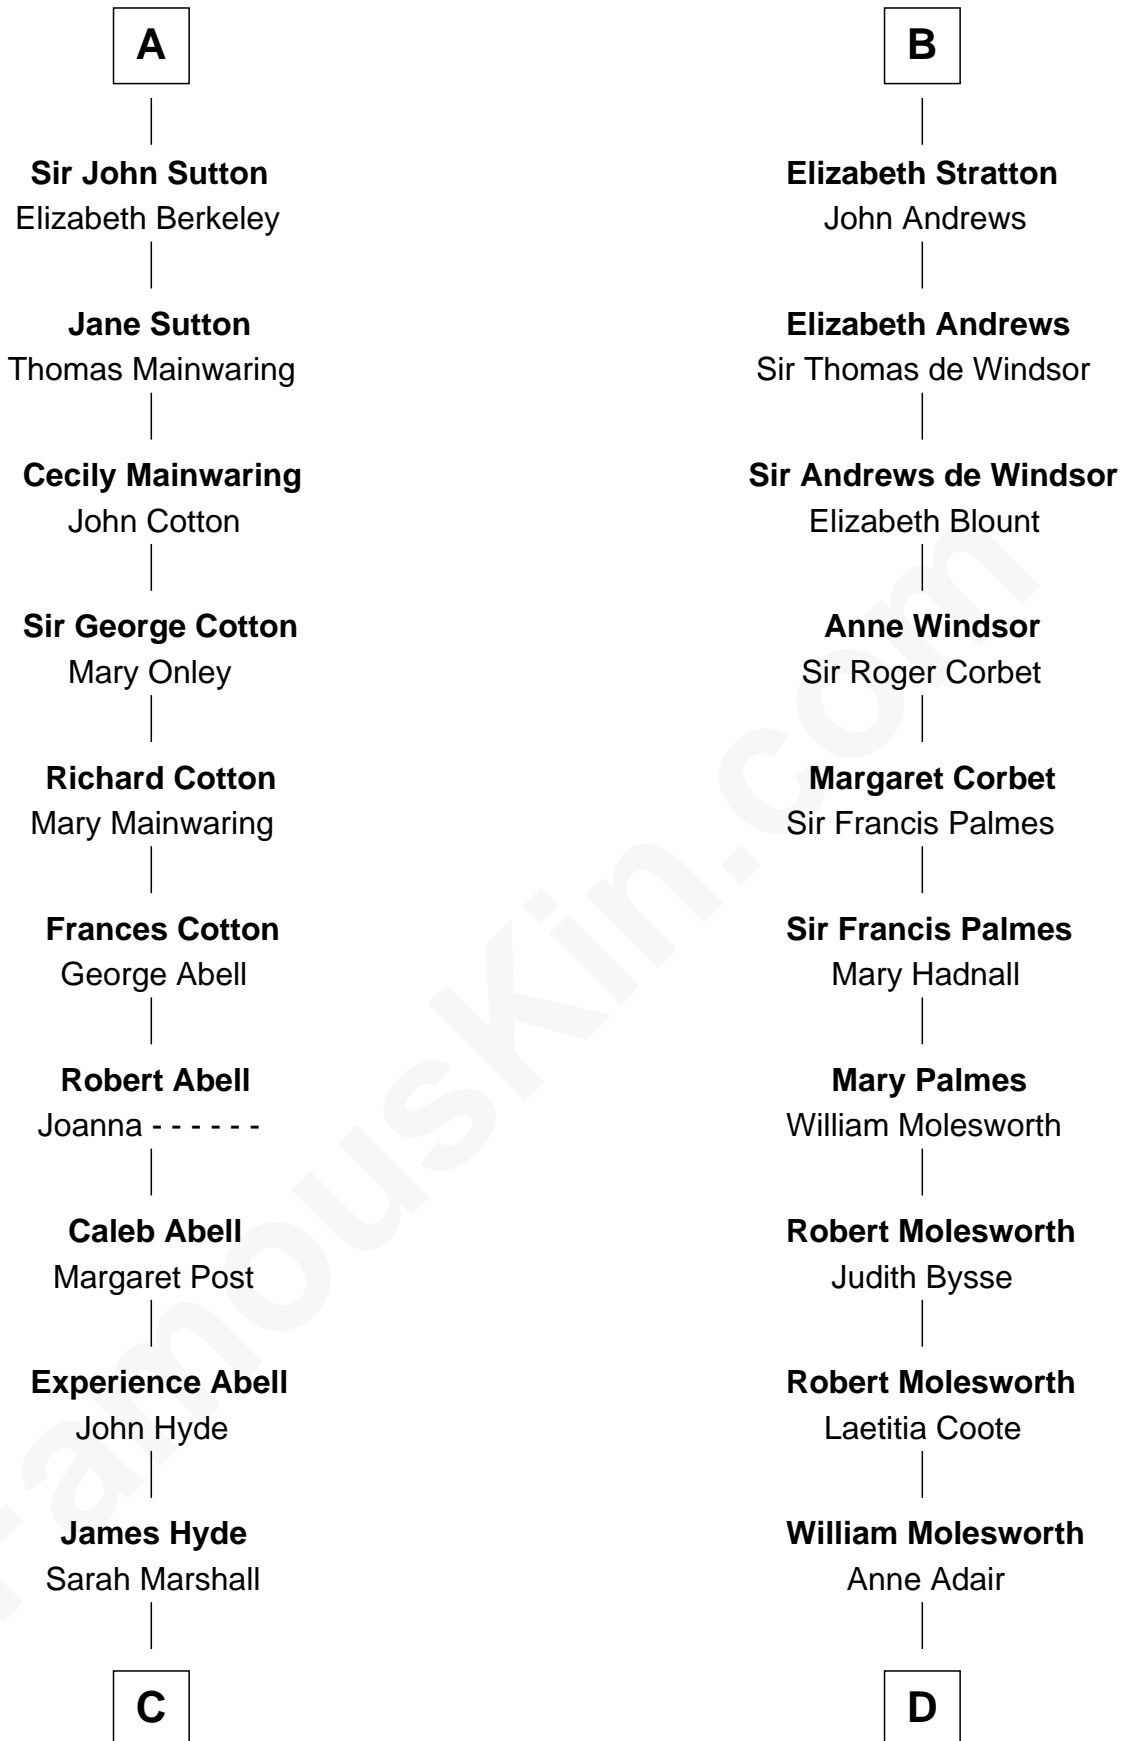 A
Sir John Sutton
Elizabeth Berkeley
Jane Sutton
Thomas Mainwaring
Cecily Mainwaring
John Cotton
Sir George Cotton
Mary Onley
Richard Cotton
Mary Mainwaring
Frances Cotton
George Abell
Robert Abell
Joanna - - - - - -
Caleb Abell
Margaret Post
Experience Abell
John Hyde
James Hyde
Sarah Marshall
C
B
Elizabeth Stratton
John Andrews
Elizabeth Andrews
Sir Thomas de Windsor
Sir Andrews de Windsor
Elizabeth Blount
Anne Windsor
Sir Roger Corbet
Margaret Corbet
Sir Francis Palmes
Sir Francis Palmes
Mary Hadnall
Mary Palmes
William Molesworth
Robert Molesworth
Judith Bysse
Robert Molesworth
Laetitia Coote
William Molesworth
Anne Adair
D
FamousKin.com